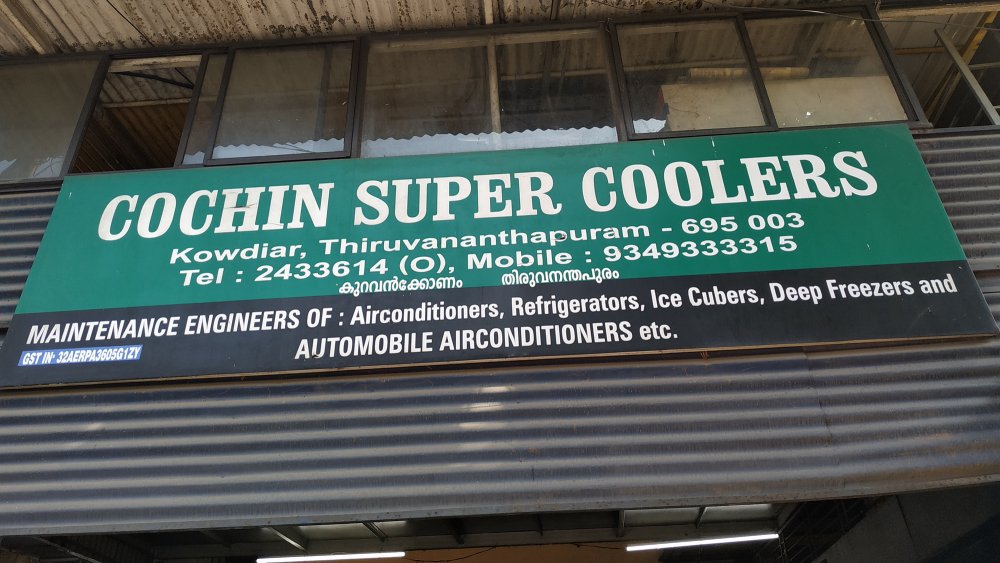 COCHIN SUPER COOLERS
Kowdiar, Thiruvananthapuram - 695 003
Tel : 2433614 (O), Mobile : 9349333315
കുറവൻക്കോണം തിരുവനന്തപുരം
MAINTENANCE ENGINEERS OF : Airconditioners, Refrigerators, Ice Cubers, Deep Freezers and
AUTOMOBILE AIRCONDITIONERS etc.
GST IN- 32AERPA3605G1ZY